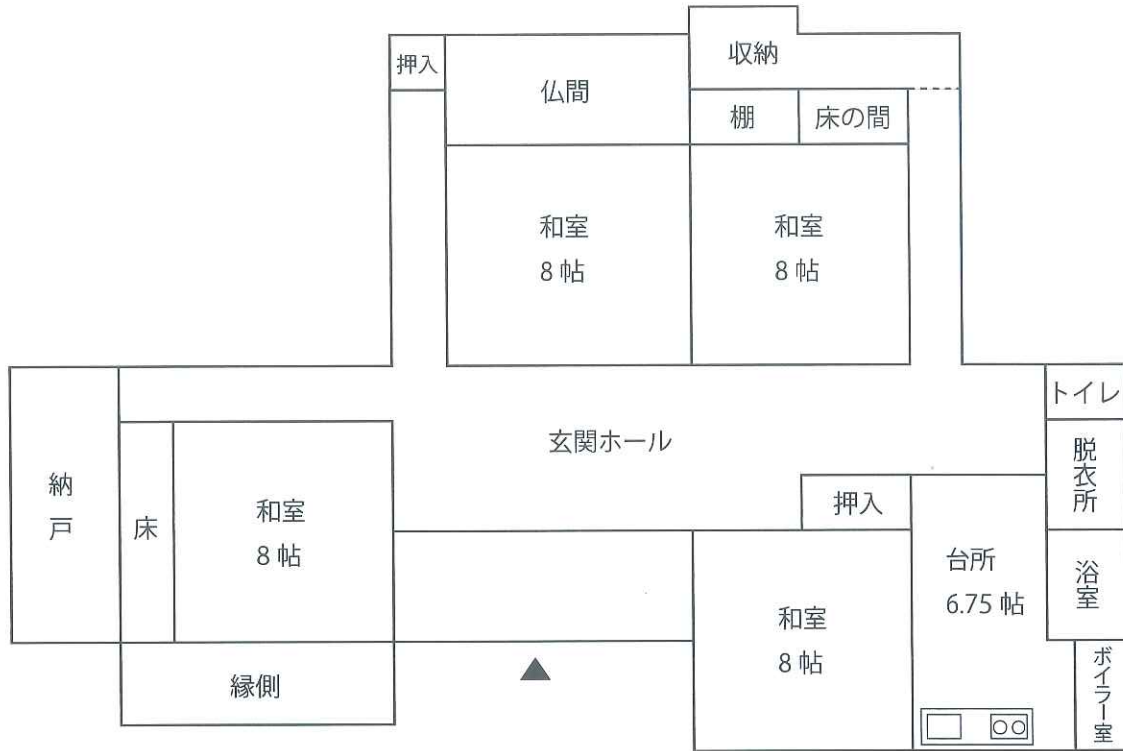 収納
押入
仏間
棚
床の間
和室
8 帖
和室
8 帖
トイレ
玄関ホール
脱衣所
納戸
床
和室
8 帖
押入
台所
6.75 帖
浴室
和室
8 帖
縁側
ボイラー室